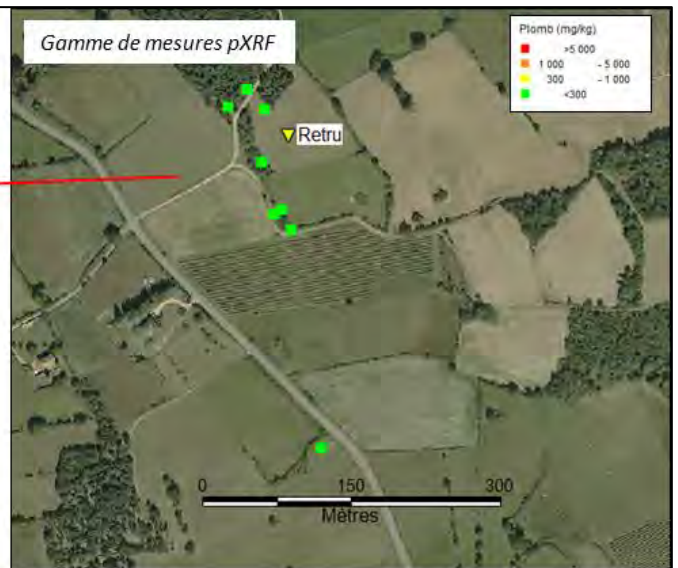 Gamme de mesures pXRF
Plomb (mg/kg)
>5 000
1 000 - 5 000
300 - 1 000
<300
Retru
0 150 300
Mètres